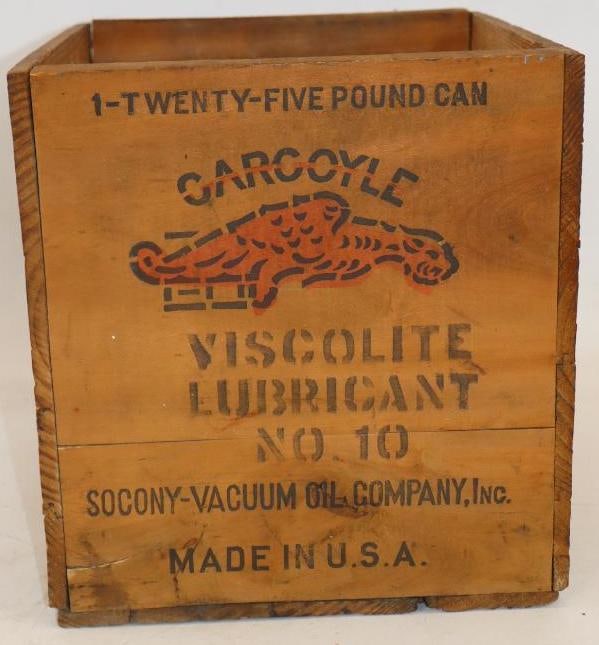 1-TWENTY-FIVE POUND CAN
GARGOYLE
VISCOLITE
LUBRICANT
NO. 10
SOCONY-VACUUM OIL COMPANY, INC.
MADE IN U.S.A.